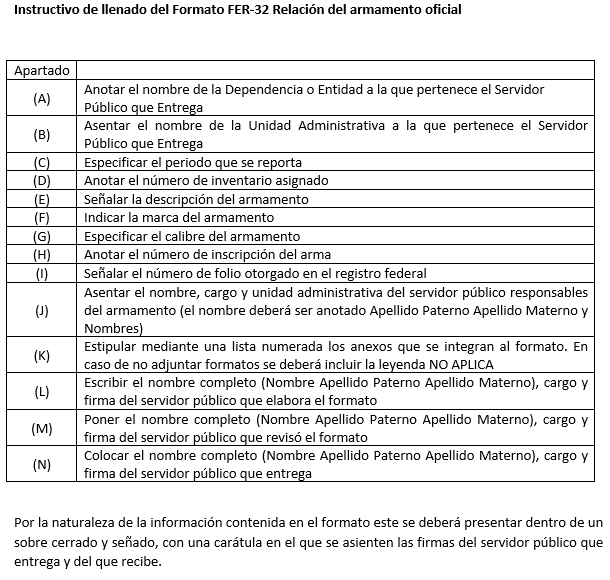 Instructivo de llenado del Formato FER-32 Relación del armamento oficial
Apartado
(A) Anotar el nombre de la Dependencia o Entidad a la que pertenece el Servidor
Público que Entrega
(B) Asentar el nombre de la Unidad Administrativa a la que pertenece el Servidor
Público que Entrega
(C) Especificar el periodo que se reporta
(D) Anotar el número de inventario asignado
(E) Señalar la descripción del armamento
(F) Indicar la marca del armamento
(G) Especificar el calibre del armamento
(H) Anotar el número de inscripción del arma
(I) Señalar el número de folio otorgado en el registro federal
(J) Asentar el nombre, cargo y unidad administrativa del servidor público responsables
del armamento (el nombre deberá ser anotado Apellido Paterno Apellido Materno y
Nombres)
(K) Estipular mediante una lista numerada los anexos que se integran al formato. En
caso de no adjuntar formatos se deberá incluir la leyenda NO APLICA
(L) Escribir el nombre completo (Nombre Apellido Paterno Apellido Materno), cargo y
firma del servidor público que elabora el formato
(M) Poner el nombre completo (Nombre Apellido Paterno Apellido Materno), cargo y
firma del servidor público que revisó el formato
(N) Colocar el nombre completo (Nombre Apellido Paterno Apellido Materno), cargo y
firma del servidor público que entrega
Por la naturaleza de la información contenida en el formato este se deberá presentar dentro de un
sobre cerrado y señado, con una carátula en el que se asienten las firmas del servidor público que
entrega y del que recibe.